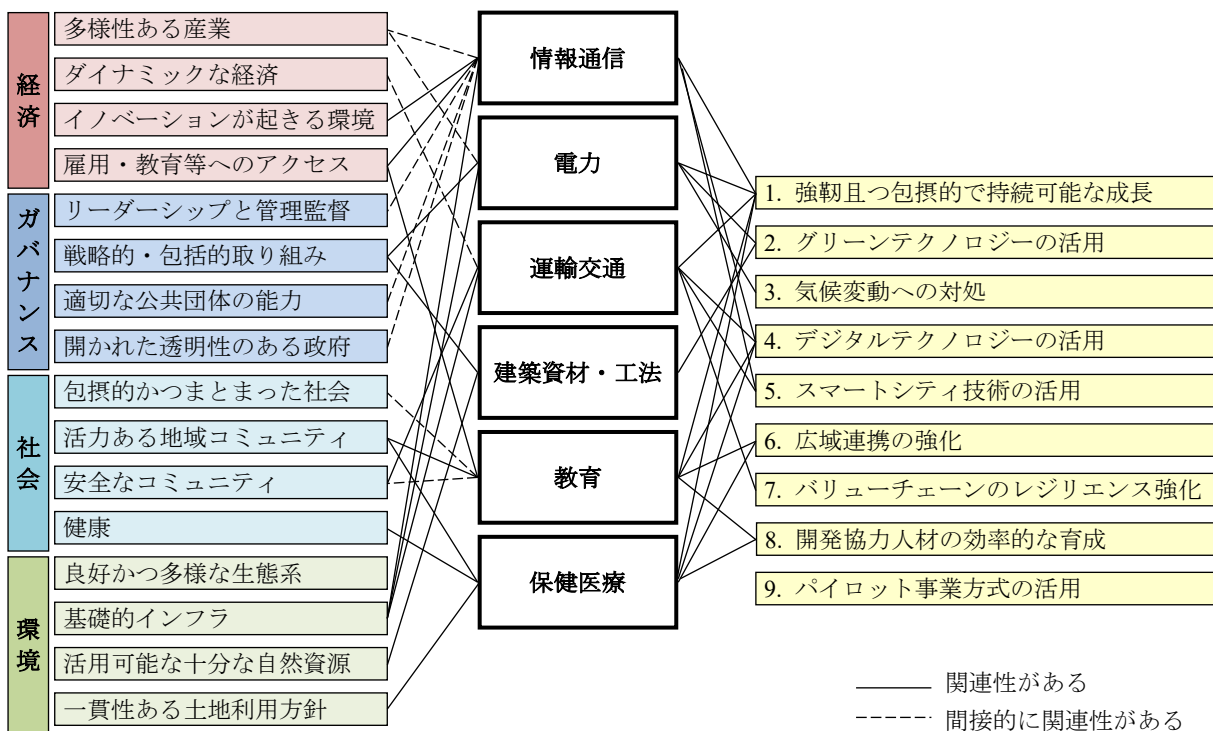 経済
多様性ある産業
ダイナミックな経済
イノベーションが起きる環境
雇用・教育等へのアクセス
ガバナンス
リーダーシップと管理監督
戦略的・包括的取り組み
適切な公共団体の能力
開かれた透明性のある政府
社会
包摂的かつまとまった社会
活力ある地域コミュニティ
安全なコミュニティ
健康
環境
良好かつ多様な生態系
基礎的インフラ
活用可能な十分な自然資源
一貫性ある土地利用方針
情報通信
電力
運輸交通
建築資材・工法
教育
保健医療
1. 強靭且つ包摂的で持続可能な成長
2. グリーンテクノロジーの活用
3. 気候変動への対処
4. デジタルテクノロジーの活用
5. スマートシティ技術の活用
6. 広域連携の強化
7. バリューチェーンのレジリエンス強化
8. 開発協力人材の効率的な育成
9. パイロット事業方式の活用
関連性がある
間接的に関連性がある